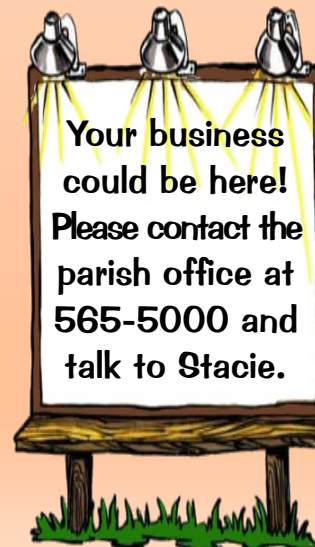 Your business
could be here!
Please contact the
parish office at
565-5000 and
talk to Stacie.